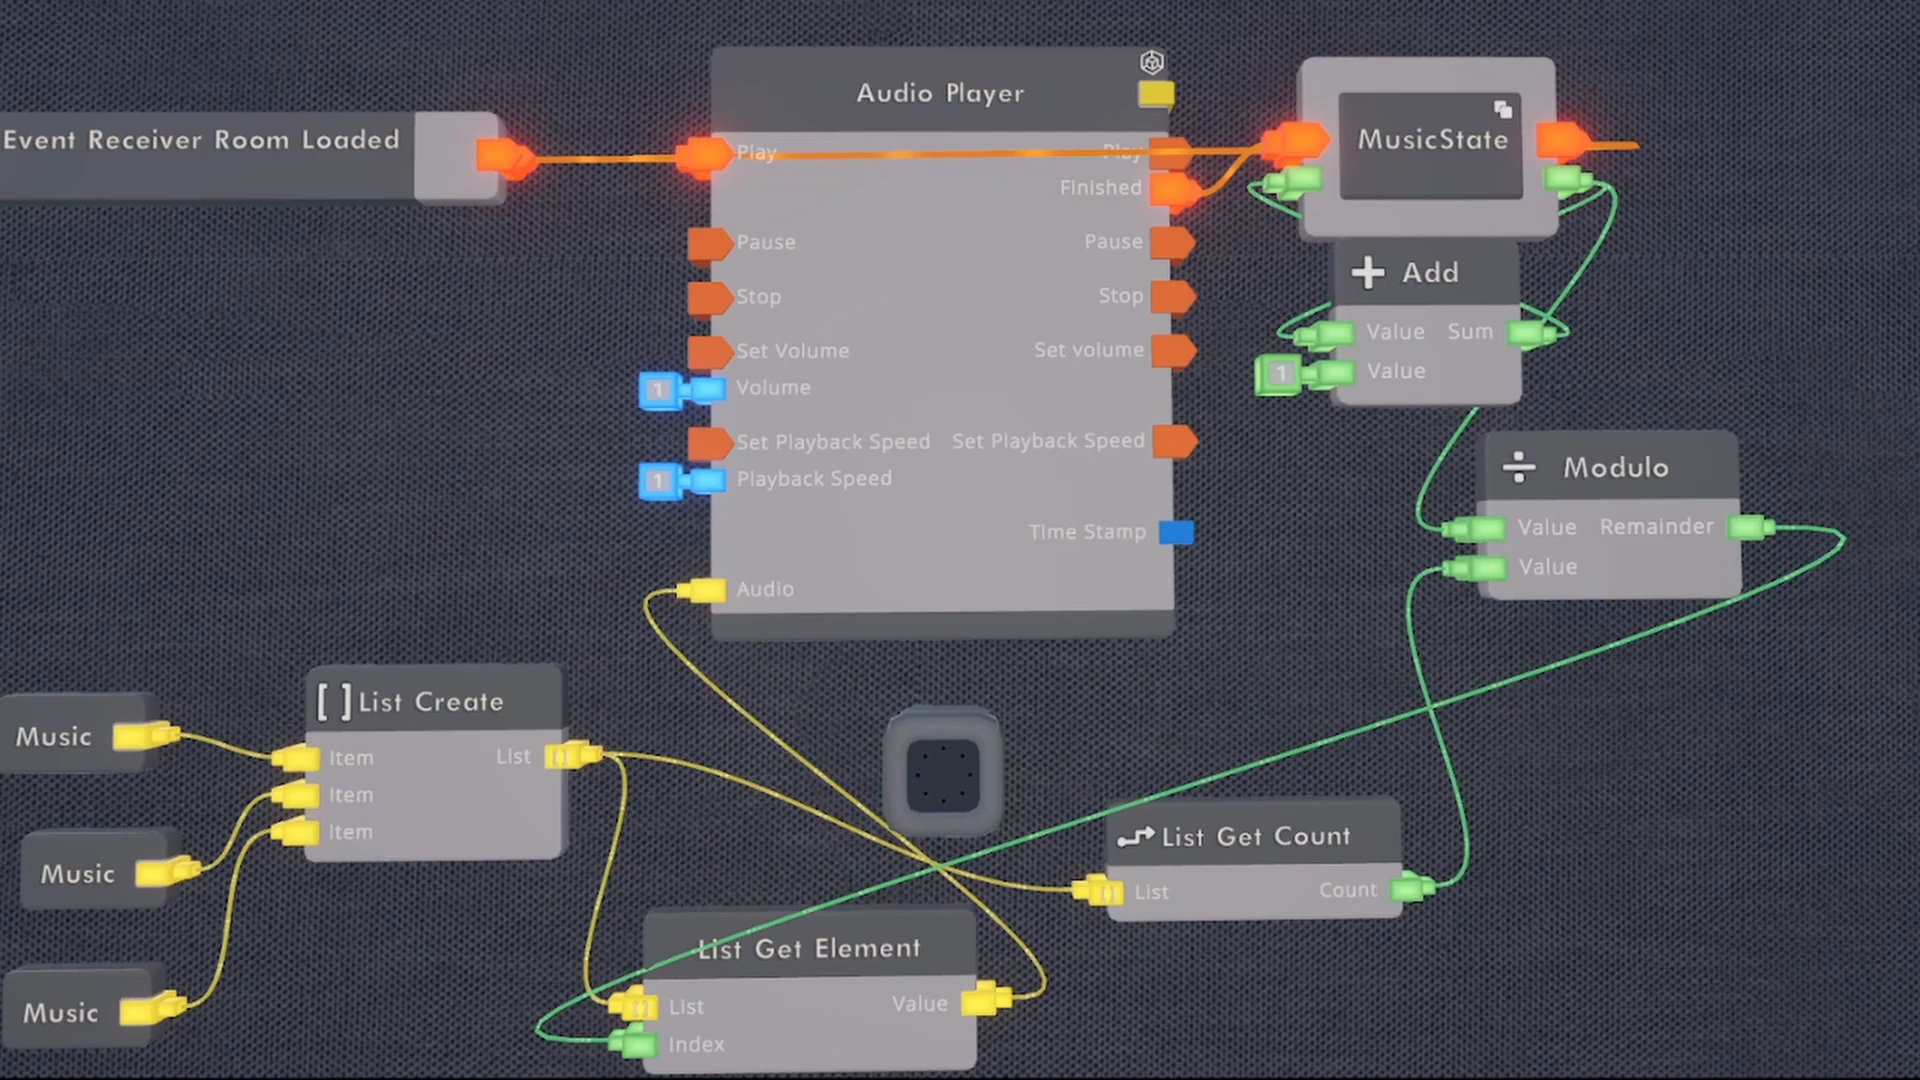 Event Receiver Room Loaded
Audio Player
Play
Play
Finished
Pause
Pause
Stop
Stop
Set Volume
Set volume
1
Volume
Set Playback Speed
Set Playback Speed
1
Playback Speed
Time Stamp
Audio
MusicState
Add
Value
Sum
1
Value
Modulo
Value
Remainder
Value
Music
Music
Music
[ ] List Create
Item
List
Item
Item
List Get Count
List
Count
List Get Element
List
Value
Index